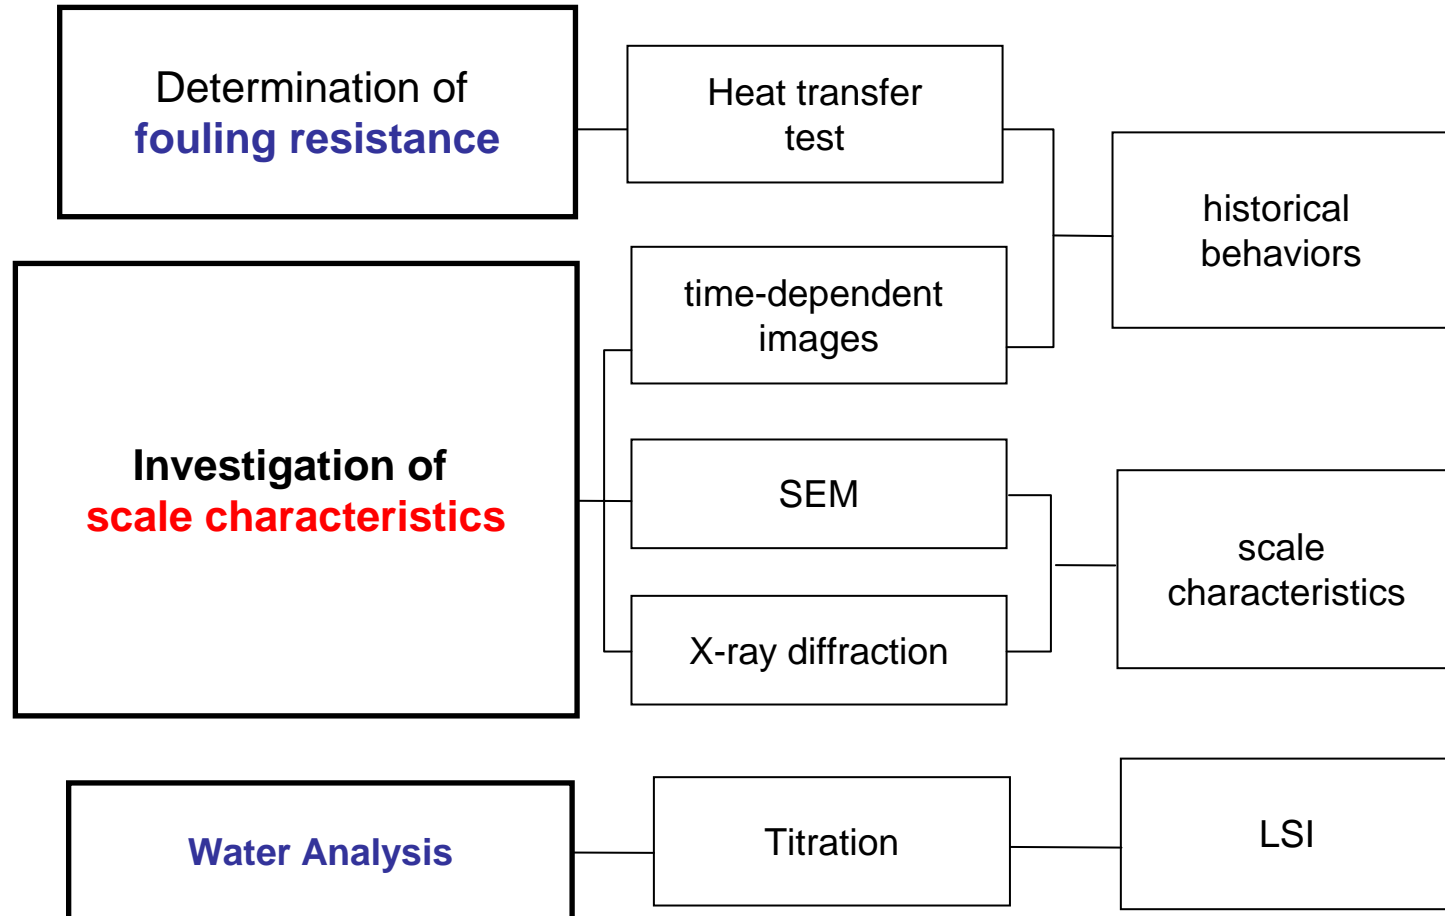 Determination of
fouling resistance
Heat transfer
test
historical
behaviors
time-dependent
images
Investigation of
scale characteristics
SEM
scale
characteristics
X-ray diffraction
Water Analysis
Titration
LSI